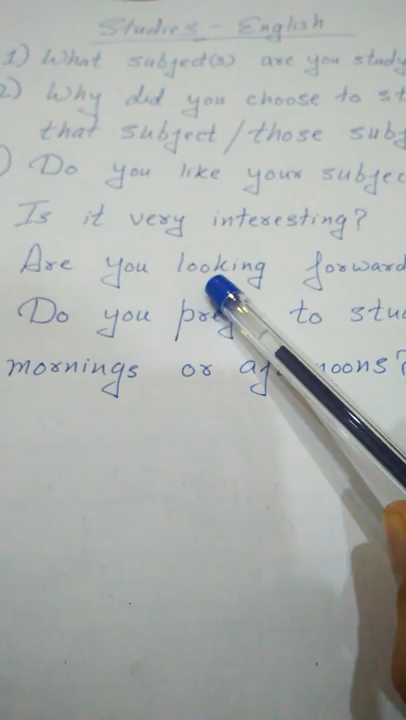 Studies - English
1) What subject(s) are you study
2) Why did you choose to st
that subject / those subj
) Do you like your subjec
Is it very interesting?
Are you looking forward
Do you to stu
mornings or